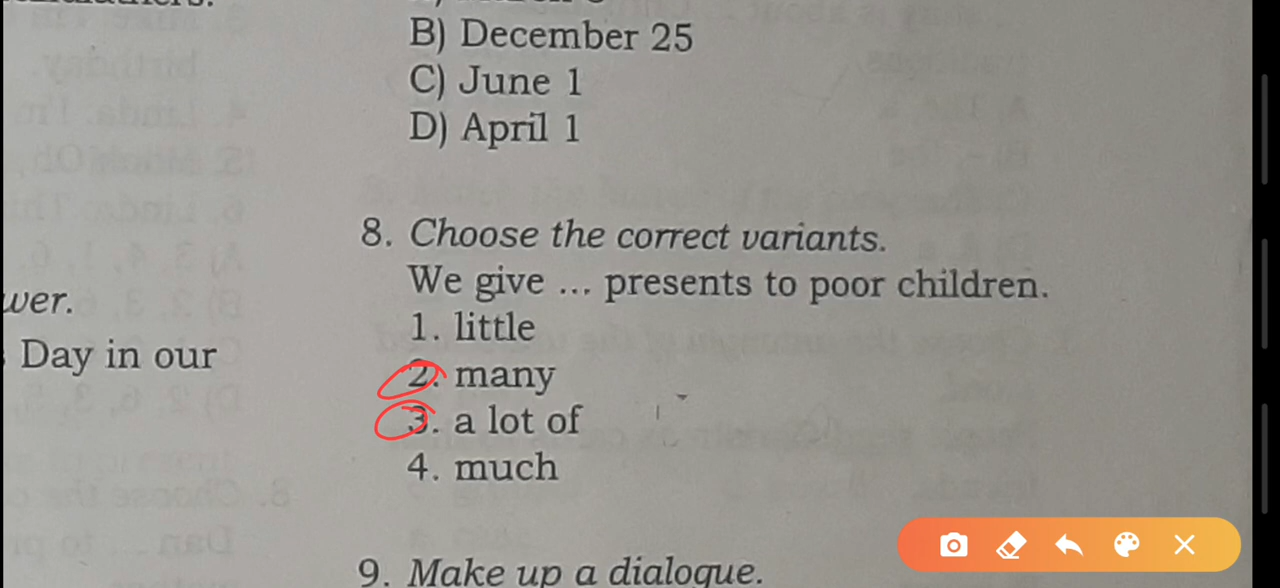 B) December 25
C) June 1
D) April 1
8. Choose the correct variants.
We give ... presents to poor children.
wer.
1. little
Day in our
2. many
3. a lot of
4. much
9. Make up a dialogue.